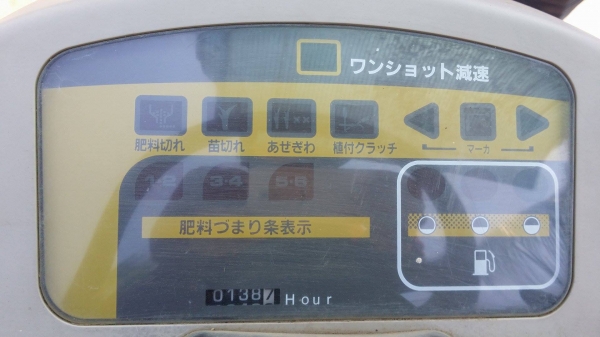 ワンショット減速
肥料切れ 苗切れ あせぎわ 植付クラッチ マーカ
1-2 3-4 5-6
肥料づまり条表示
0138 Hour